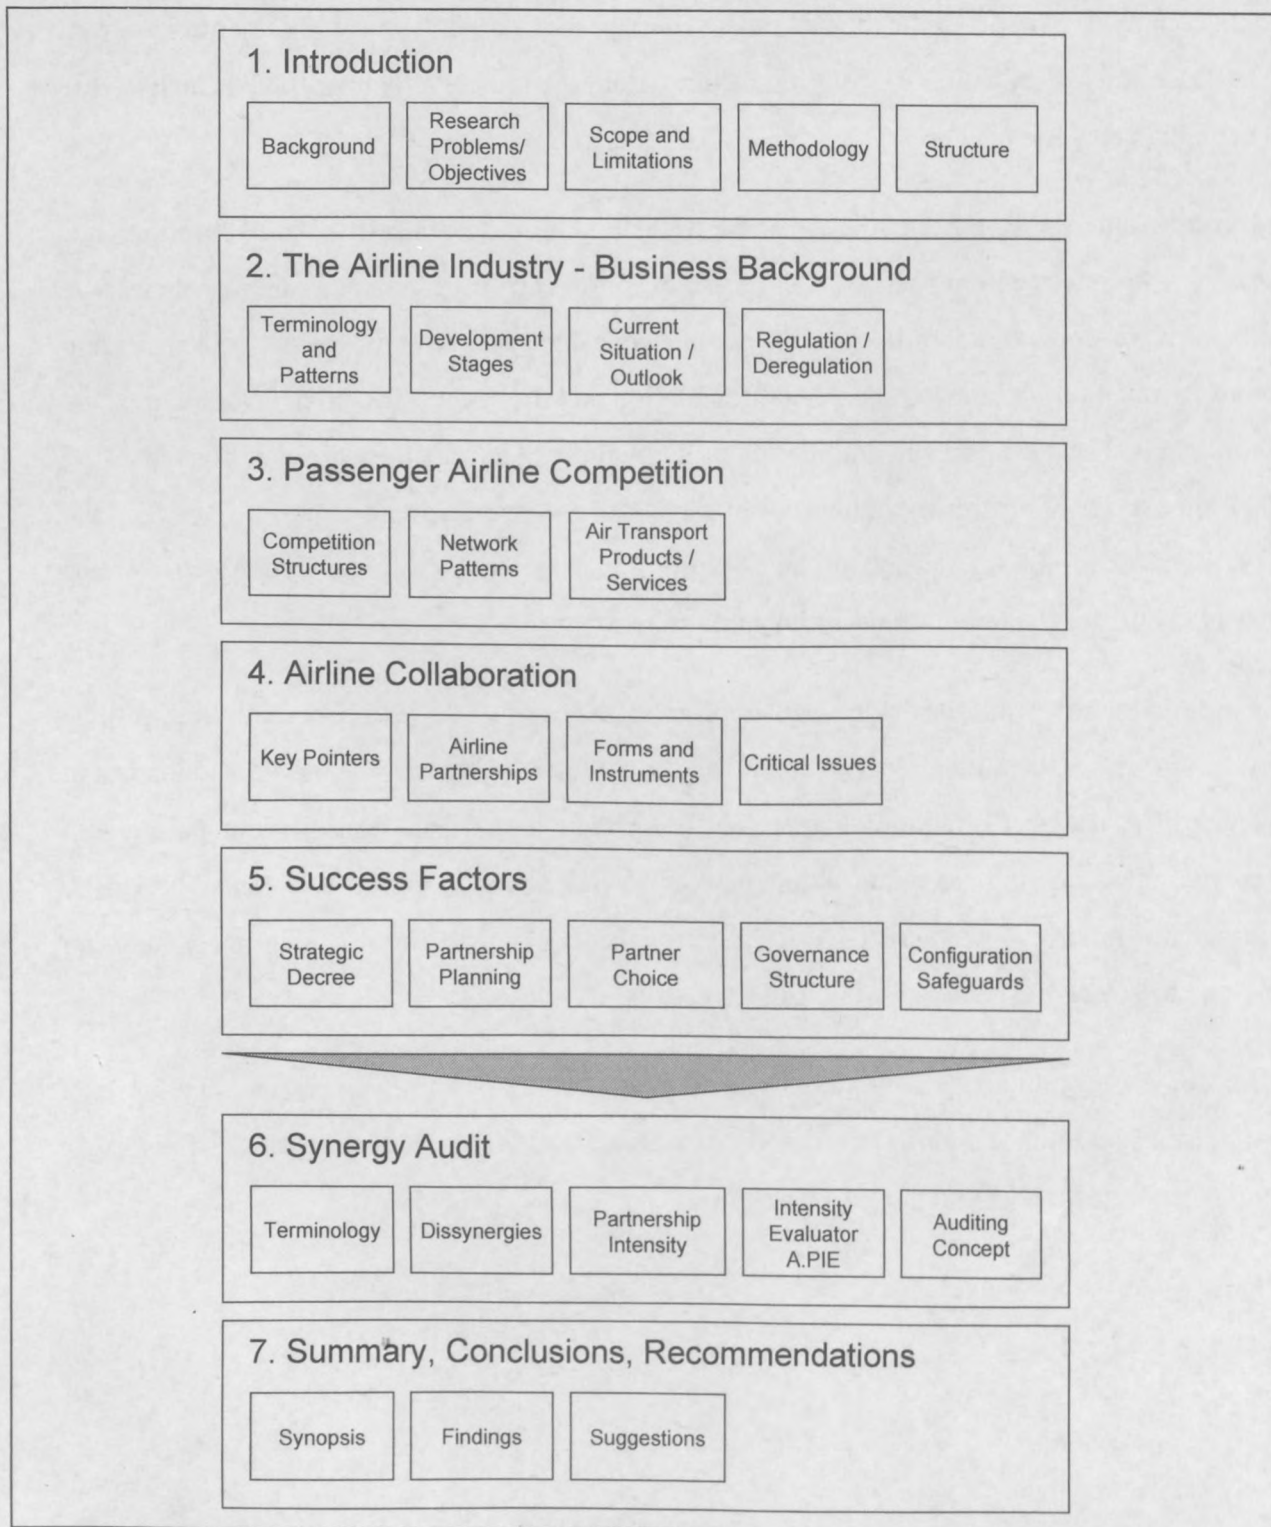 1. Introduction
Background
Research
Problems/
Objectives
Scope and
Limitations
Methodology
Structure
2. The Airline Industry - Business Background
Terminology
and
Patterns
Development
Stages
Current
Situation /
Outlook
Regulation /
Deregulation
3. Passenger Airline Competition
Competition
Structures
Network
Patterns
Air Transport
Products /
Services
4. Airline Collaboration
Key Pointers
Airline
Partnerships
Forms and
Instruments
Critical Issues
5. Success Factors
Strategic
Decree
Partnership
Planning
Partner
Choice
Governance
Structure
Configuration
Safeguards
6. Synergy Audit
Terminology
Dissynergies
Partnership
Intensity
Intensity
Evaluator
A.PIE
Auditing
Concept
7. Summary, Conclusions, Recommendations
Synopsis
Findings
Suggestions